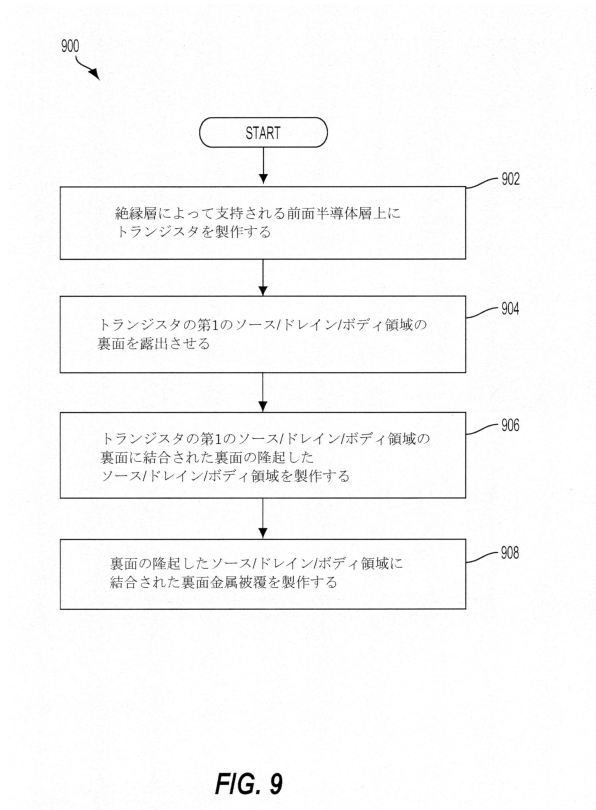 900
START
902
絶縁層によって支持される前面半導体層上に
トランジスタを製作する
904
トランジスタの第1のソース/ドレイン/ボディ領域の
裏面を露出させる
906
トランジスタの第1のソース/ドレイン/ボディ領域の
裏面に結合された裏面の隆起した
ソース/ドレイン/ボディ領域を製作する
908
裏面の隆起したソース/ドレイン/ボディ領域に
結合された裏面金属被覆を製作する
FIG. 9